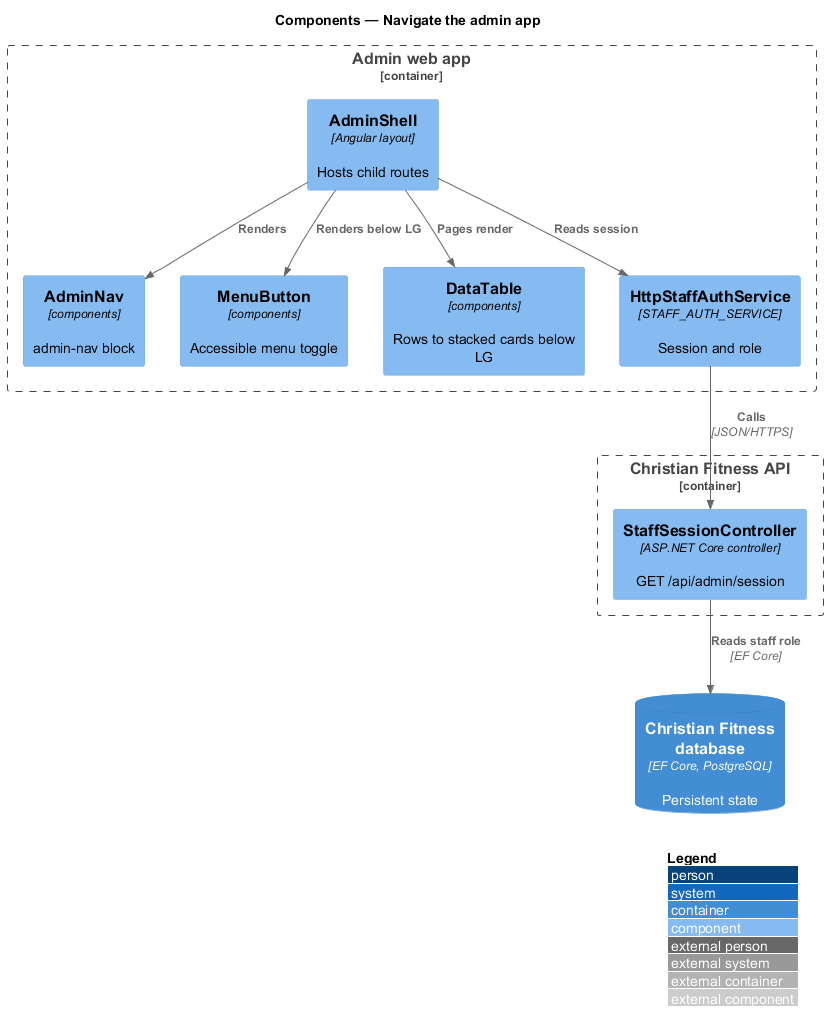 Components — Navigate the admin app
Admin web app
[container]
AdminShell
[Angular layout]
Hosts child routes
Renders
Renders below LG
Pages render
Reads session
AdminNav
[components]
admin-nav block
MenuButton
[components]
Accessible menu toggle
DataTable
[components]
Rows to stacked cards below
LG
HttpStaffAuthService
[STAFF_AUTH_SERVICE]
Session and role
Calls
[JSON/HTTPS]
Christian Fitness API
[container]
StaffSessionController
[ASP.NET Core controller]
GET /api/admin/session
Reads staff role
[EF Core]
Christian Fitness
database
[EF Core, PostgreSQL]
Persistent state
Legend
person
system
container
component
external person
external system
external container
external component